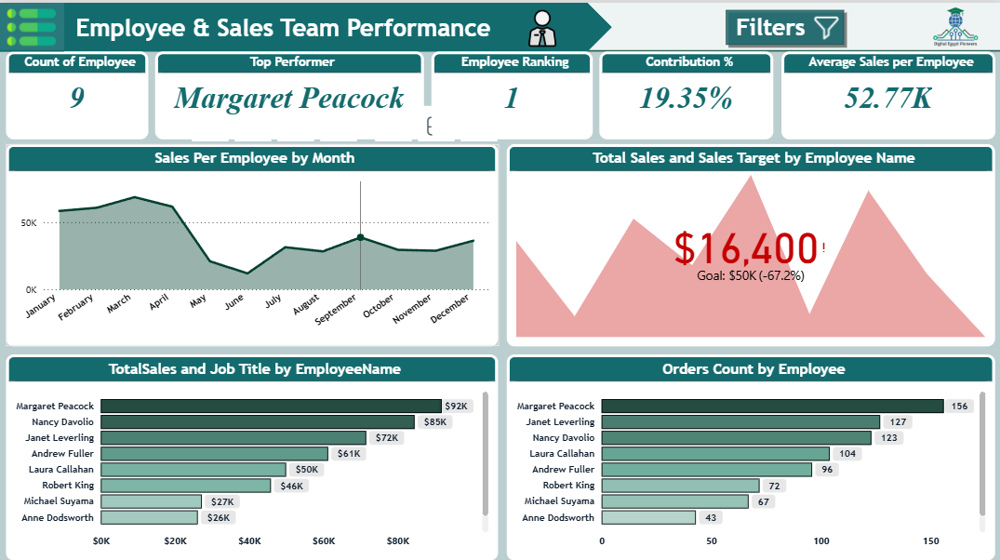 Employee & Sales Team Performance
Filters
Digital Egypt Pioneers
Count of Employee
9
Top Performer
Margaret Peacock
Employee Ranking
1
Contribution %
19.35%
Average Sales per Employee
52.77K
Sales Per Employee by Month
50K
0K
January
February
March
April
May
June
July
August
September
October
November
December
Total Sales and Sales Target by Employee Name
$16,400!
Goal: $50K (-67.2%)
TotalSales and Job Title by EmployeeName
Margaret Peacock $92K
Nancy Davolio $85K
Janet Leverling $72K
Andrew Fuller $61K
Laura Callahan $50K
Robert King $46K
Michael Suyama $27K
Anne Dodsworth $26K
$0K $20K $40K $60K $80K
Orders Count by Employee
Margaret Peacock 156
Janet Leverling 127
Nancy Davolio 123
Laura Callahan 104
Andrew Fuller 96
Robert King 72
Michael Suyama 67
Anne Dodsworth 43
0 50 100 150